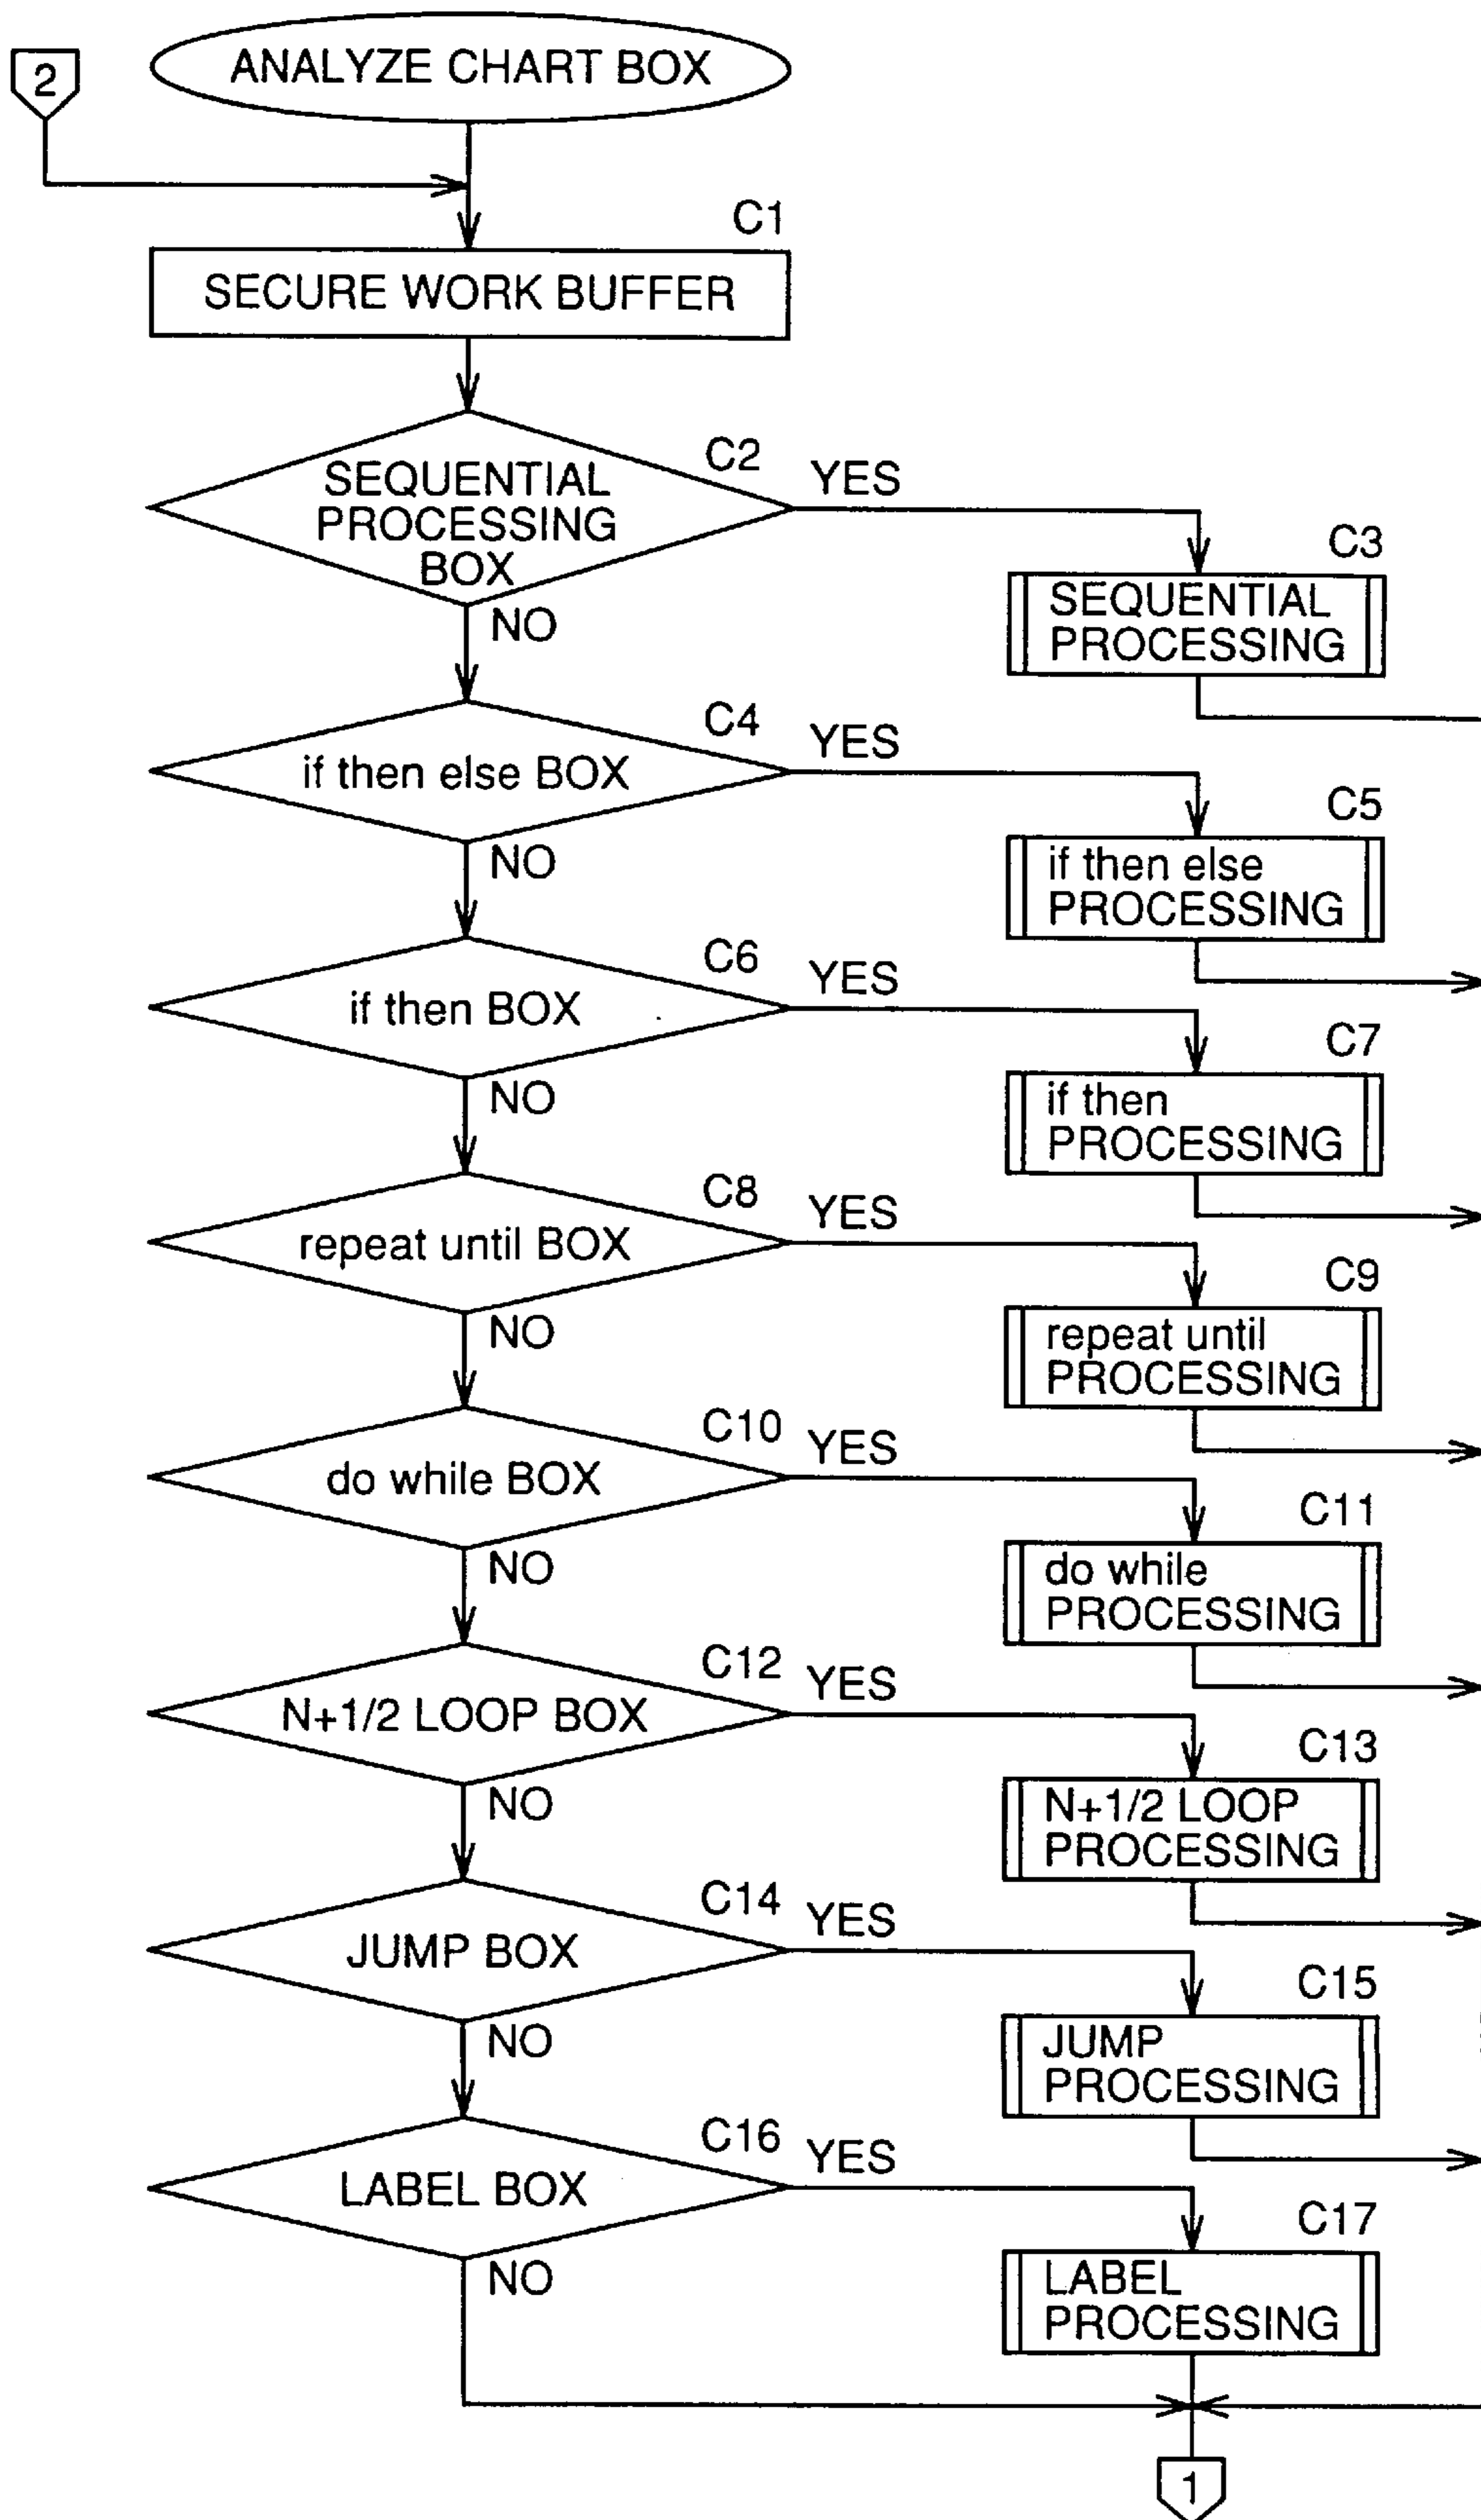 2
ANALYZE CHART BOX
C1
SECURE WORK BUFFER
C2
SEQUENTIAL
PROCESSING
BOX
YES
NO
C3
SEQUENTIAL
PROCESSING
C4
if then else BOX
YES
NO
C5
if then else
PROCESSING
C6
if then BOX
YES
NO
C7
if then
PROCESSING
C8
repeat until BOX
YES
NO
C9
repeat until
PROCESSING
C10
do while BOX
YES
NO
C11
do while
PROCESSING
C12
N+1/2 LOOP BOX
YES
NO
C13
N+1/2 LOOP
PROCESSING
C14
JUMP BOX
YES
NO
C15
JUMP
PROCESSING
C16
LABEL BOX
YES
NO
C17
LABEL
PROCESSING
1